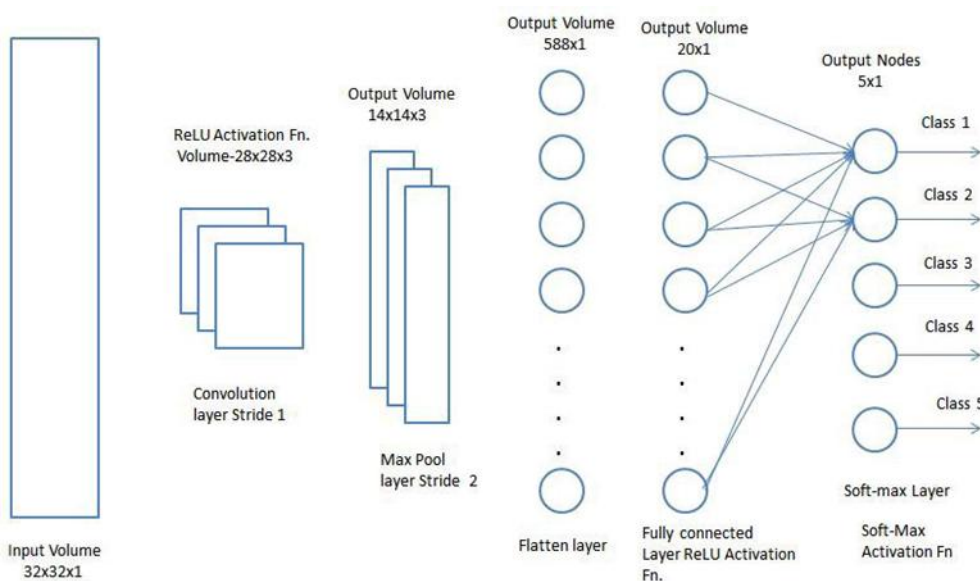 Input Volume
32x32x1
ReLU Activation Fn.
Volume-28x28x3
Convolution
layer Stride 1
Output Volume
14x14x3
Max Pool
layer Stride 2
Output Volume
588x1
Flatten layer
Output Volume
20x1
Fully connected
Layer ReLU Activation
Fn.
Output Nodes
5x1
Class 1
Class 2
Class 3
Class 4
Class 5
Soft-max Layer
Soft-Max
Activation Fn